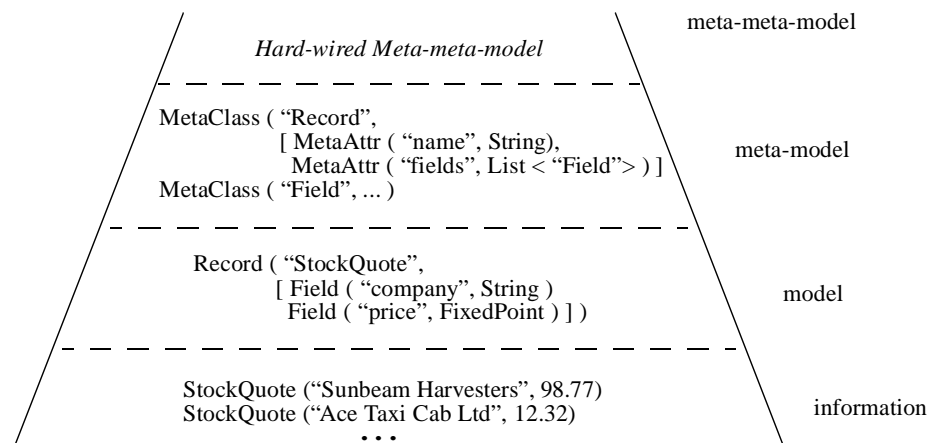 meta-meta-model
Hard-wired Meta-meta-model
MetaClass ( “Record”,
[ MetaAttr ( “name”, String),
MetaAttr ( “fields”, List < “Field”> ) ]
MetaClass ( “Field”, ... )
meta-model
Record ( “StockQuote”,
[ Field ( “company”, String )
Field ( “price”, FixedPoint ) ] )
model
StockQuote (“Sunbeam Harvesters”, 98.77)
StockQuote (“Ace Taxi Cab Ltd”, 12.32)
...
information